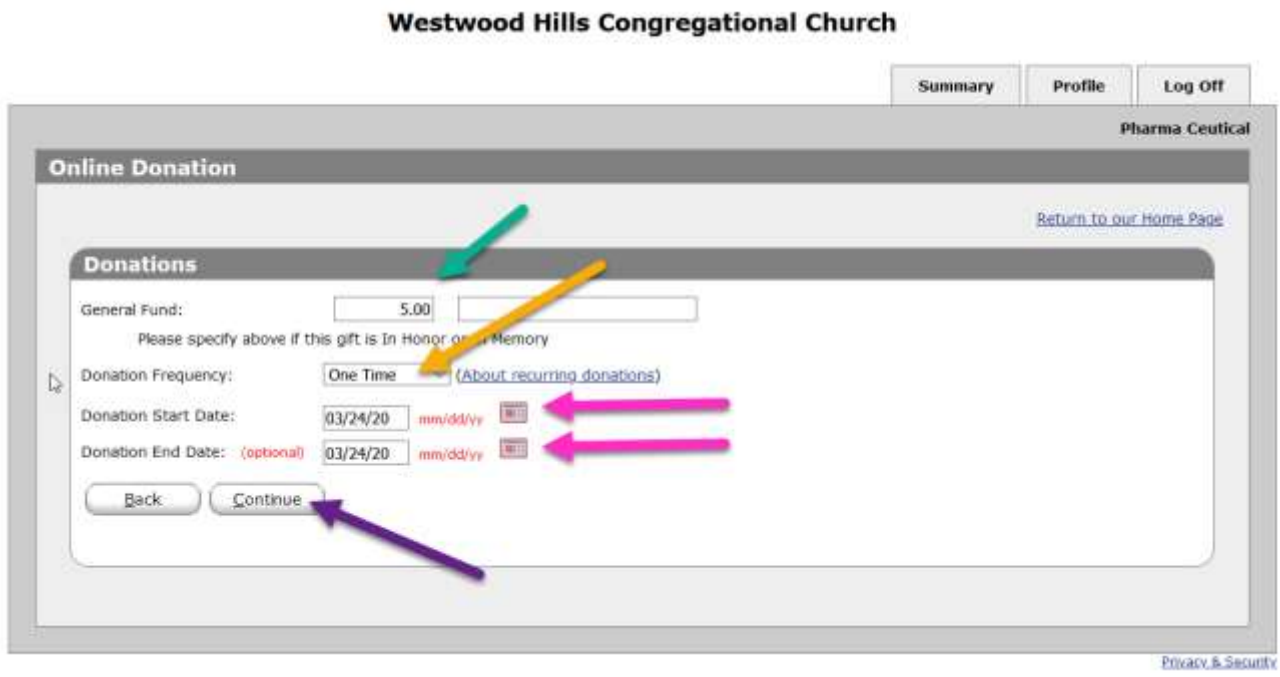 Westwood Hills Congregational Church
Summary Profile Log Off
Pharma Ceutical
Online Donation
Return to our Home Page
Donations
General Fund: 5.00
Please specify above if this gift is In Honor or Memory
Donation Frequency: One Time (About recurring donations)
Donation Start Date: 03/24/20 mm/dd/yy
Donation End Date: (optional) 03/24/20 mm/dd/yy
Back Continue
Privacy & Security